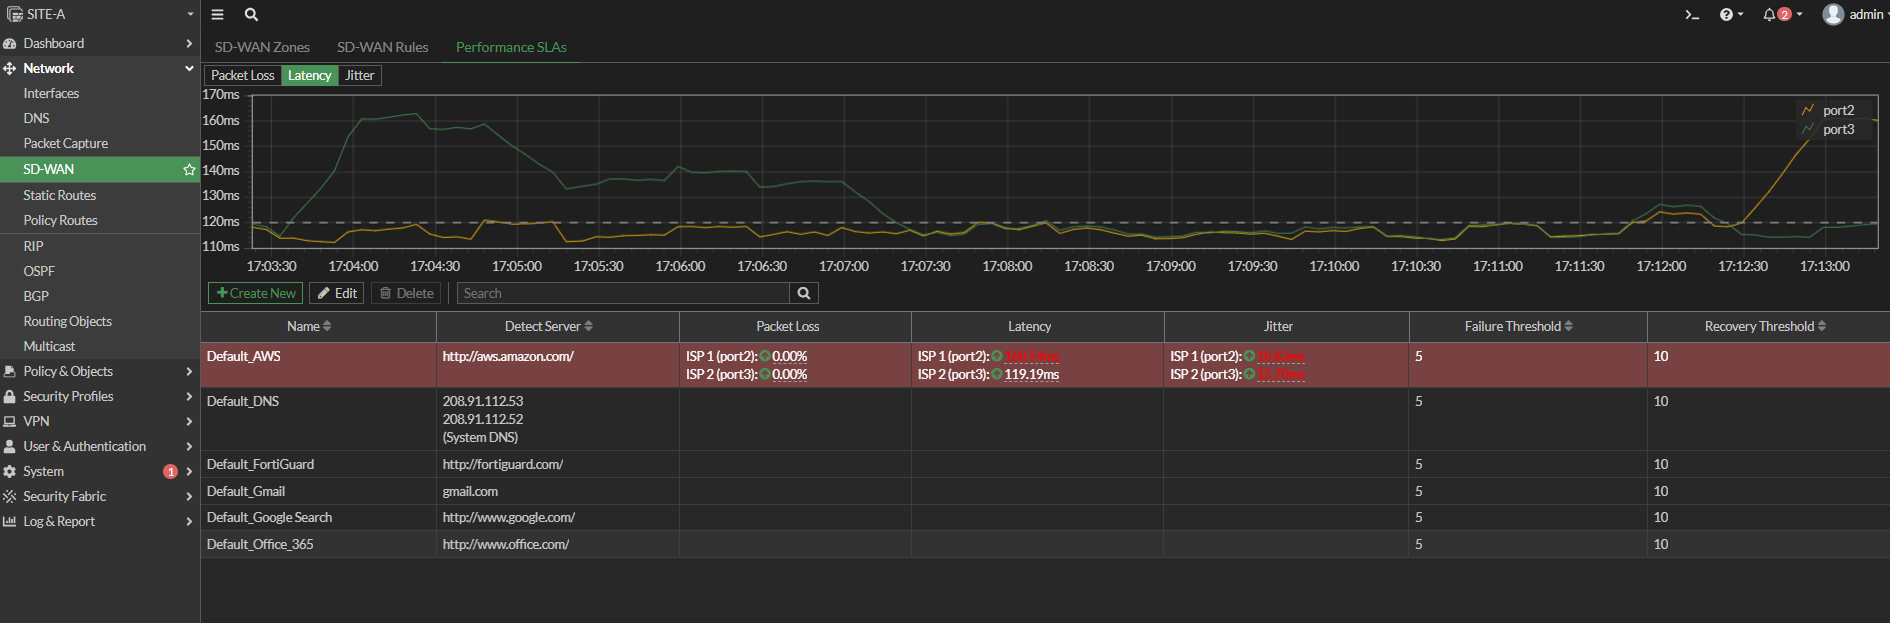 SITE-A
admin
Dashboard
Network
Interfaces
DNS
Packet Capture
SD-WAN
Static Routes
Policy Routes
RIP
OSPF
BGP
Routing Objects
Multicast
Policy & Objects
Security Profiles
VPN
User & Authentication
System 1
Security Fabric
Log & Report
2
SD-WAN Zones SD-WAN Rules Performance SLAs
Packet Loss Latency Jitter
170ms
160ms
150ms
140ms
130ms
120ms
110ms
port2
port3
17:03:30 17:04:00 17:04:30 17:05:00 17:05:30 17:06:00 17:06:30 17:07:00 17:07:30 17:08:00 17:08:30 17:09:00 17:09:30 17:10:00 17:10:30 17:11:00 17:11:30 17:12:00 17:12:30 17:13:00
+Create New Edit Delete Search
Name Detect Server Packet Loss Latency Jitter Failure Threshold Recovery Threshold
Default_AWS http://aws.amazon.com/ ISP 1 (port2): 0.00% ISP 1 (port2): ISP 1 (port2): 5 10
ISP 2 (port3): 0.00% ISP 2 (port3): 119.19ms ISP 2 (port3):
Default_DNS 208.91.112.53 5 10
208.91.112.52
(System DNS)
Default_FortiGuard http://fortiguard.com/ 5 10
Default_Gmail gmail.com 5 10
Default_Google Search http://www.google.com/ 5 10
Default_Office_365 http://www.office.com/ 5 10